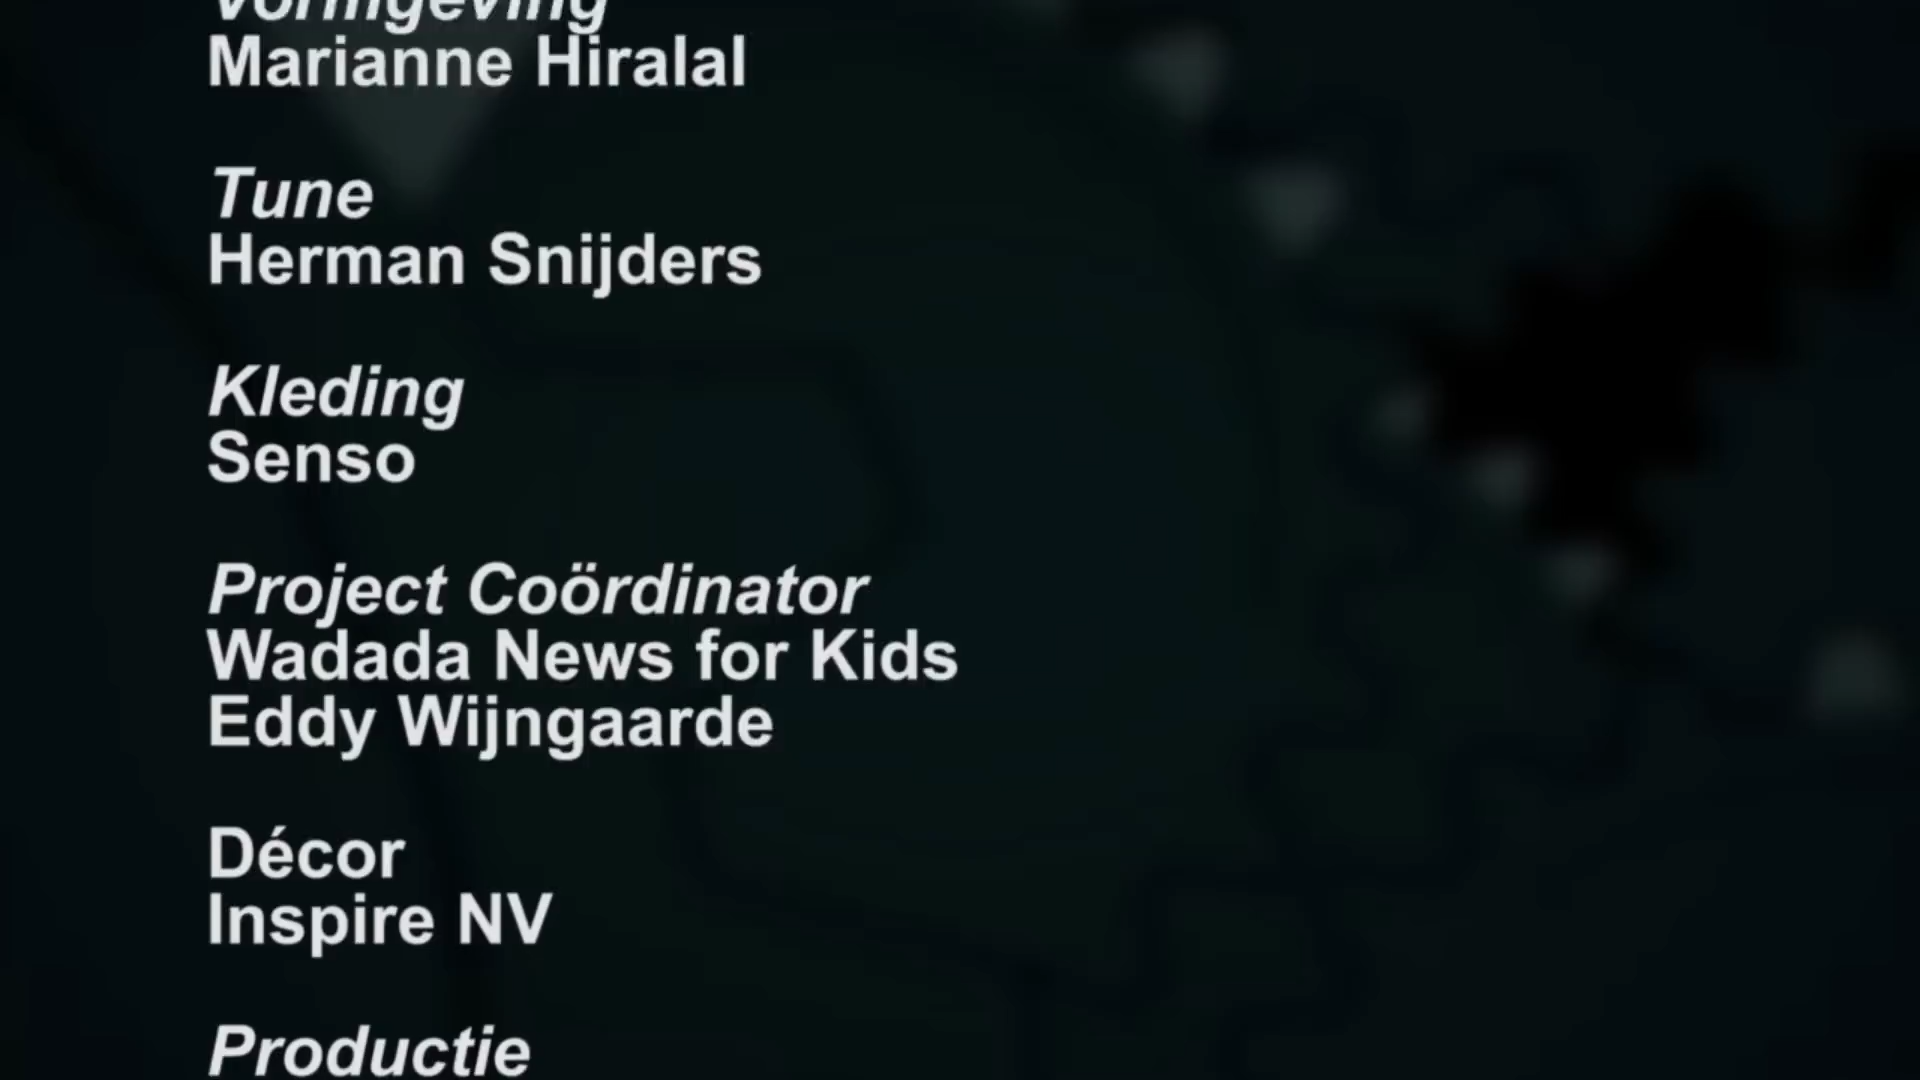 Vormgeving
Marianne Hiralal
Tune
Herman Snijders
Kleding
Senso
Project Coördinator
Wadada News for Kids
Eddy Wijngaarde
Décor
Inspire NV
Productie